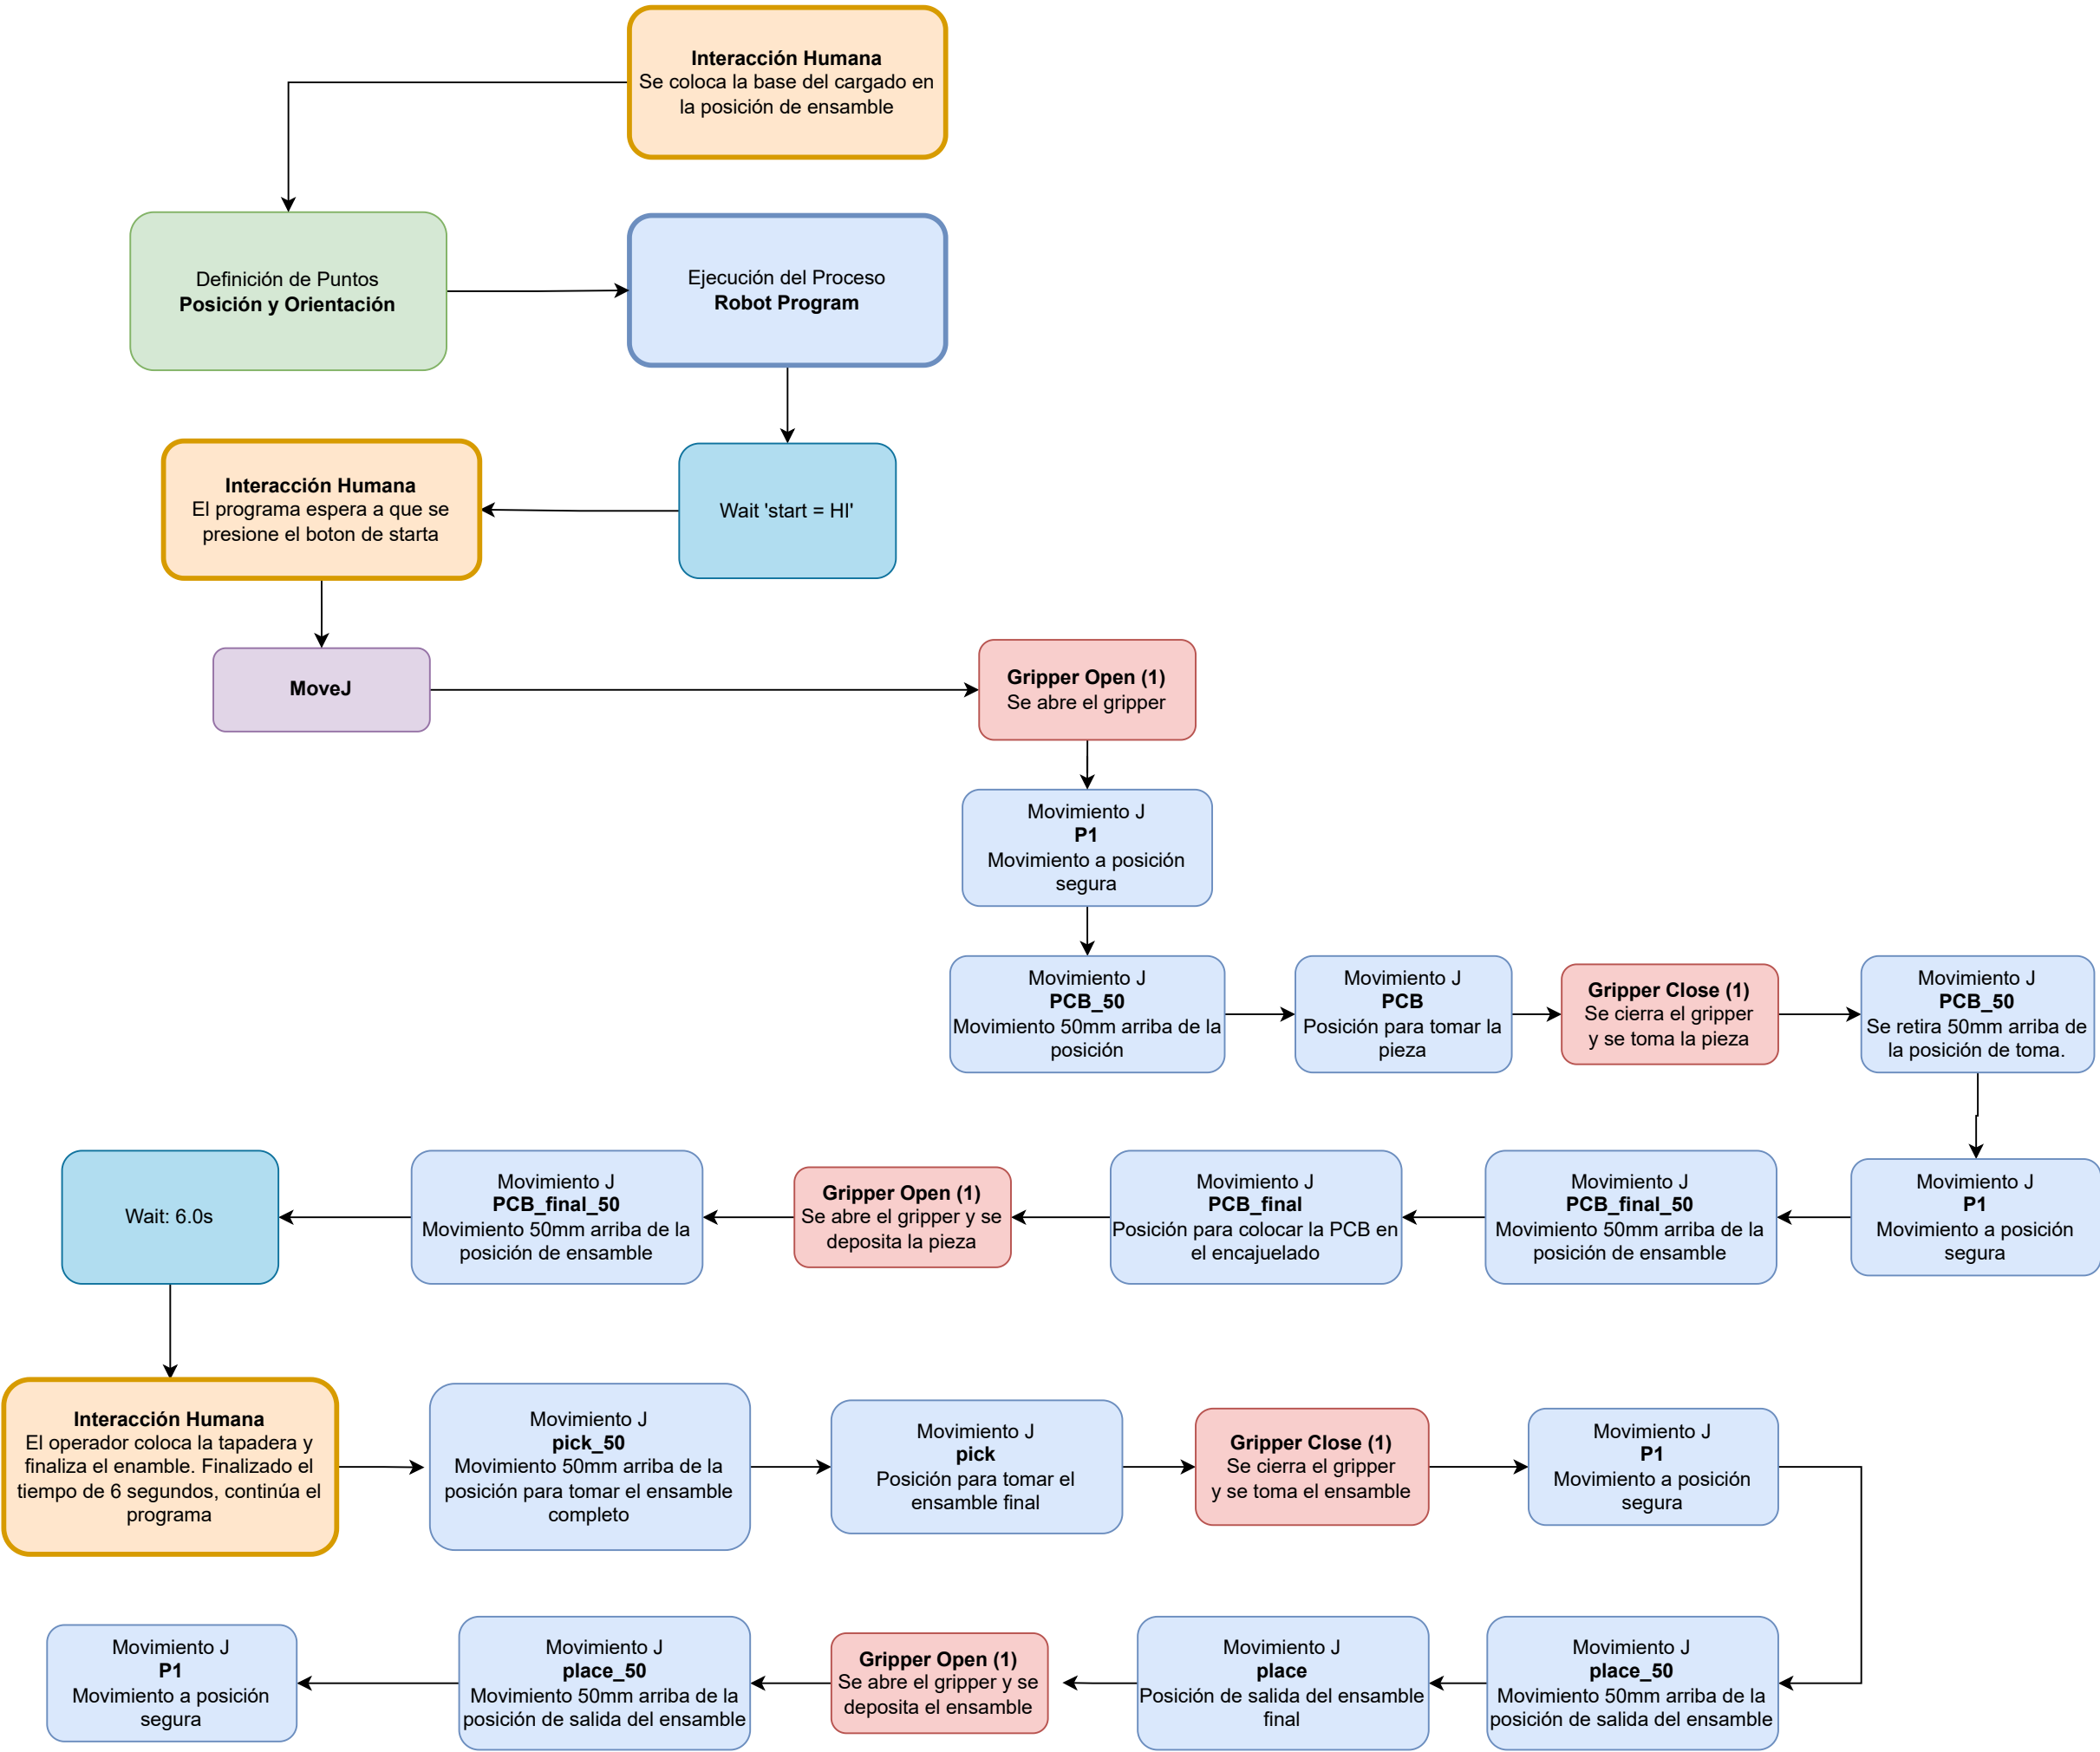 Interacción Humana
Se coloca la base del cargado en
la posición de ensamble
Definición de Puntos
Posición y Orientación
Ejecución del Proceso
Robot Program
Wait 'start = HI'
Interacción Humana
El programa espera a que se
presione el boton de starta
MoveJ
Gripper Open (1)
Se abre el gripper
Movimiento J
P1
Movimiento a posición
segura
Movimiento J
PCB_50
Movimiento 50mm arriba de la
posición
Movimiento J
PCB
Posición para tomar la
pieza
Gripper Close (1)
Se cierra el gripper
y se toma la pieza
Movimiento J
PCB_50
Se retira 50mm arriba de
la posición de toma.
Movimiento J
P1
Movimiento a posición
segura
Movimiento J
PCB_final_50
Movimiento 50mm arriba de la
posición de ensamble
Movimiento J
PCB_final
Posición para colocar la PCB en
el encajuelado
Gripper Open (1)
Se abre el gripper y se
deposita la pieza
Movimiento J
PCB_final_50
Movimiento 50mm arriba de la
posición de ensamble
Wait: 6.0s
Interacción Humana
El operador coloca la tapadera y
finaliza el enamble. Finalizado el
tiempo de 6 segundos, continúa el
programa
Movimiento J
pick_50
Movimiento 50mm arriba de la
posición para tomar el ensamble
completo
Movimiento J
pick
Posición para tomar el
ensamble final
Gripper Close (1)
Se cierra el gripper
y se toma el ensamble
Movimiento J
P1
Movimiento a posición
segura
Movimiento J
place_50
Movimiento 50mm arriba de la
posición de salida del ensamble
Movimiento J
place
Posición de salida del ensamble
final
Gripper Open (1)
Se abre el gripper y se
deposita el ensamble
Movimiento J
place_50
Movimiento 50mm arriba de la
posición de salida del ensamble
Movimiento J
P1
Movimiento a posición
segura